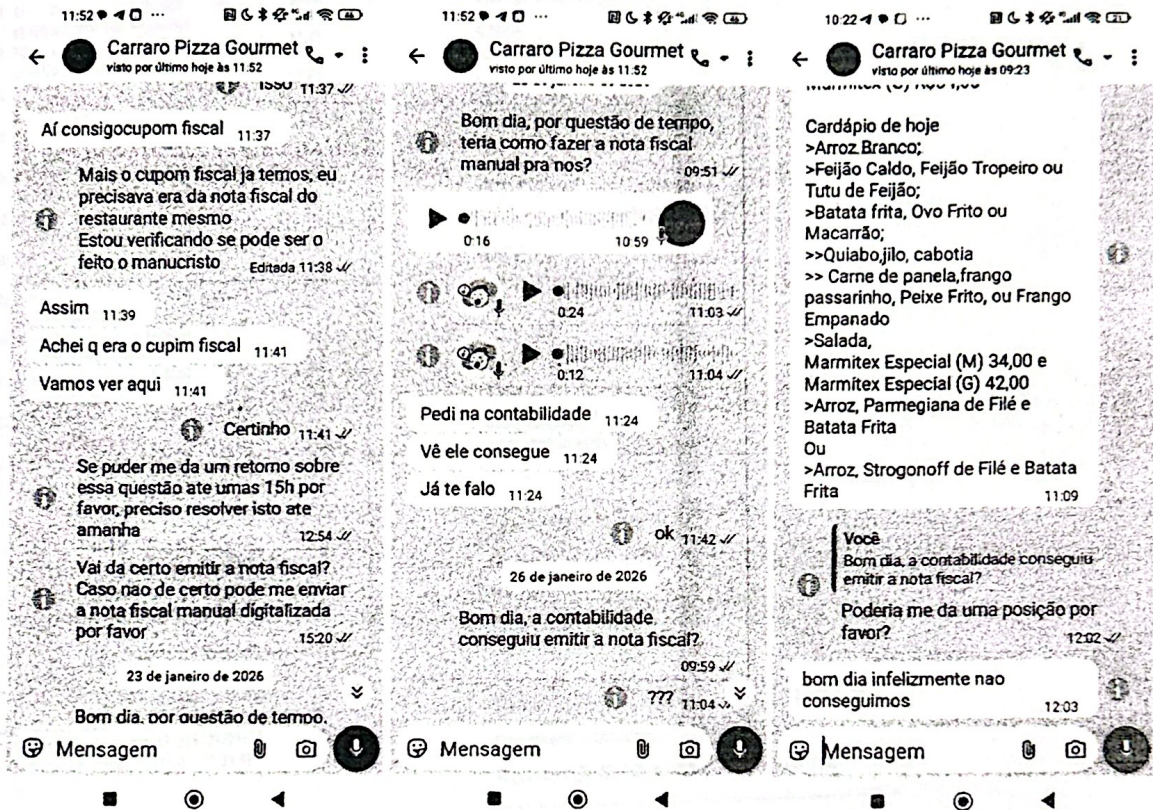 11:52
46
Carraro Pizza Gourmet
visto por último hoje às 11:52
Isso 11:37
Aí consigocupom fiscal 11:37
Mais o cupom fiscal ja temos, eu
precisava era da nota fiscal do
restaurante mesmo
Estou verificando se pode ser o
feito o manucristo Editada 11:38
Assim 11:39
Achei q era o cupim fiscal 11:41
Vamos ver aqui 11:41
Certinho 11:41
Se puder me da um retorno sobre
essa questão ate umas 15h por
favor, preciso resolver isto ate
amanha 12:54
Vai da certo emitir a nota fiscal?
Caso nao de certo pode me enviar
a nota fiscal manual digitalizada
por favor 15:20
23 de janeiro de 2026
Bom dia, por questão de tempo,
Mensagem
11:52
46
Carraro Pizza Gourmet
visto por último hoje às 11:52
Bom dia, por questão de tempo,
teria como fazer a nota fiscal
manual pra nos?
09:51
0:16 10:59
0:24 11:03
0:12 11:04
Pedi na contabilidade 11:24
Vê ele consegue 11:24
Já te falo 11:24
ok 11:42
26 de janeiro de 2026
Bom dia, a contabilidade
conseguiu emitir a nota fiscal?
09:59
??? 11:04
Mensagem
10:22
21
Carraro Pizza Gourmet
visto por último hoje às 09:23
Cardápio de hoje
>Arroz Branco;
>Feijão Caldo, Feijão Tropeiro ou
Tutu de Feijão;
>Batata frita, Ovo Frito ou
Macarrão;
>>Quiabo,jilo, cabotia
>> Carne de panela,frango
passarinho, Peixe Frito, ou Frango
Empanado
>Salada,
Marmitex Especial (M) 34,00 e
Marmitex Especial (G) 42,00
>Arroz, Parmegiana de Filé e
Batata Frita
Ou
>Arroz, Strogonoff de Filé e Batata
Frita 11:09
Você
Bom dia, a contabilidade conseguiu
emitir a nota fiscal?
Poderia me da uma posição por
favor?
12:02
bom dia infelizmente nao
conseguimos 12:03
Mensagem